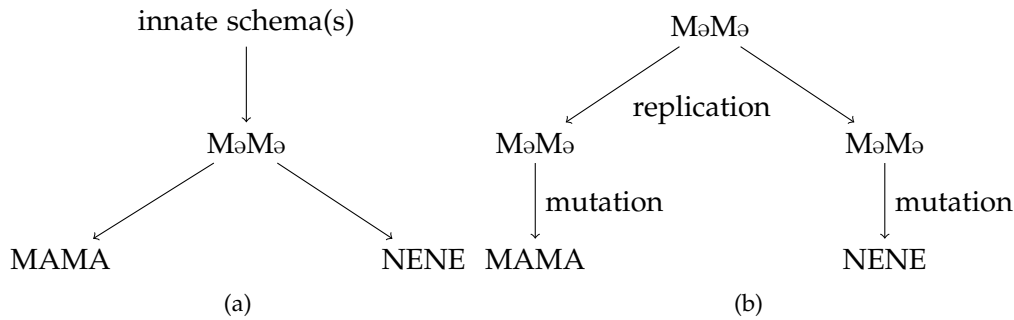 innate schema(s)
MəMə
MAMA
NENE
(a)
MəMə
replication
MəMə
MəMə
mutation
mutation
MAMA
NENE
(b)